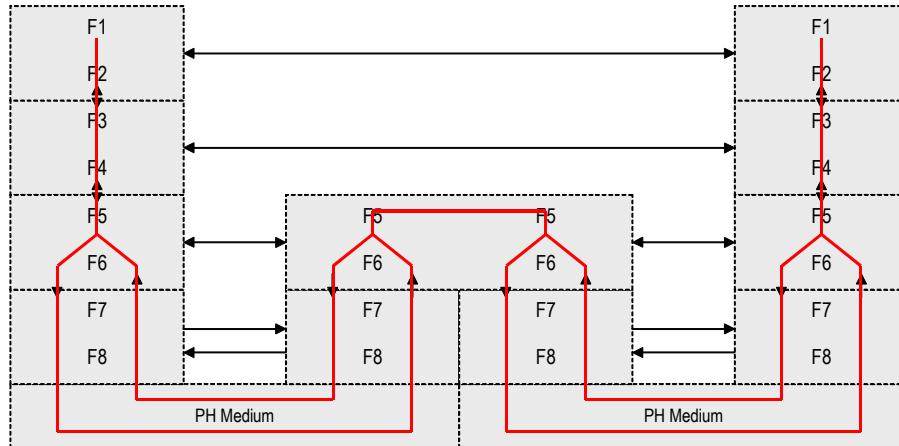 F1 F1
F2 F2
F3 F3
F4 F4
F5 F5 F5 F5
F6 F6 F6 F6
F7 F7 F7 F7
F8 F8 F8 F8
PH Medium PH Medium